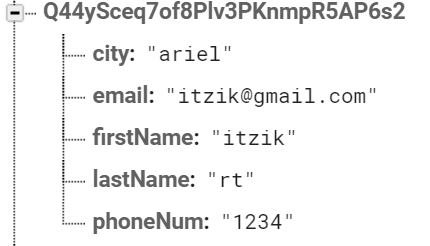 Q44ySceq7of8Plv3PKnmpR5AP6s2
city: "ariel"
email: "itzik@gmail.com"
firstName: "itzik"
lastName: "rt"
phoneNum: "1234"